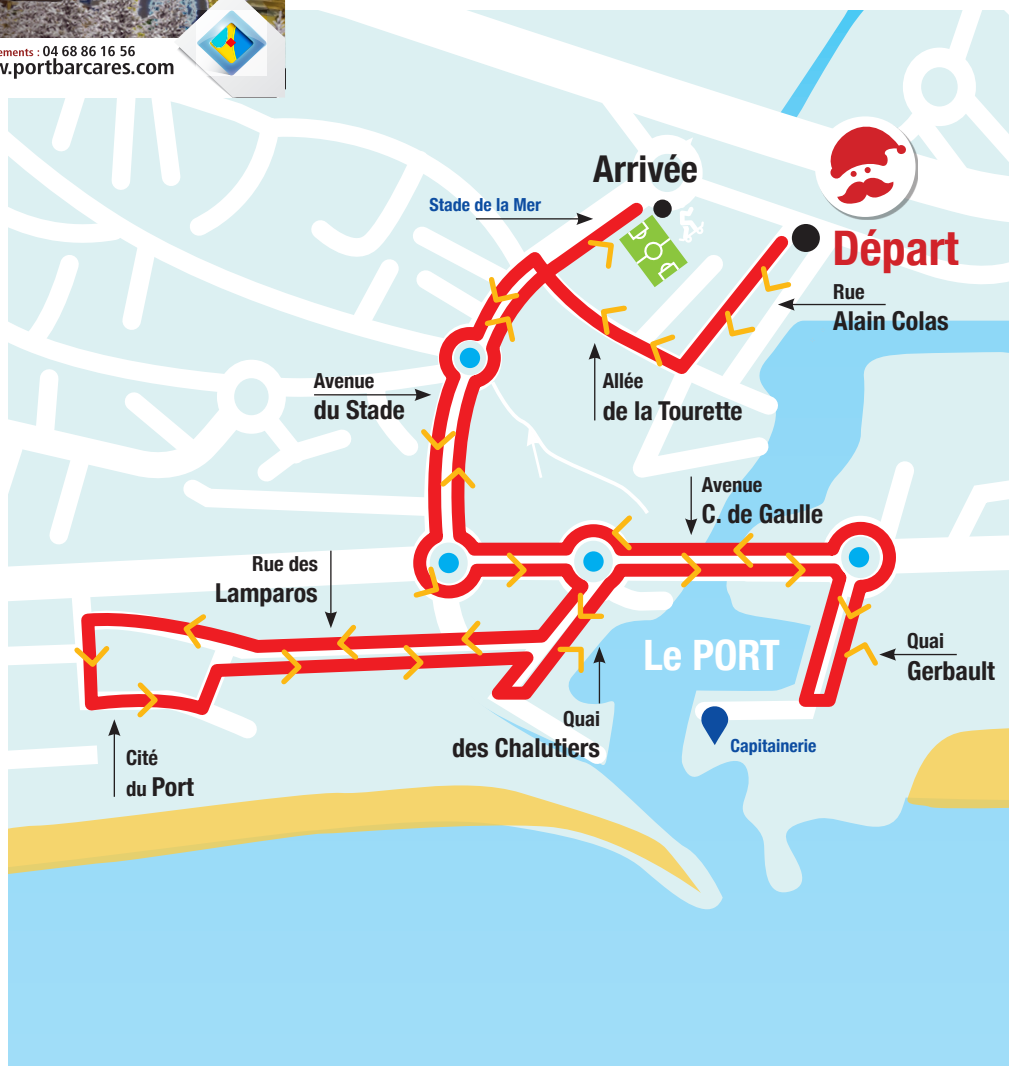 04 68 86 16 56
portbarcares.com
Arrivée
Stade de la Mer
Départ
Rue
Alain Colas
Avenue
du Stade
Allée
de la Tourette
Avenue
C. de Gaulle
Rue des
Lamparos
Le PORT
Quai
Gerbault
Quai
des Chalutiers
Capitainerie
Cité
du Port